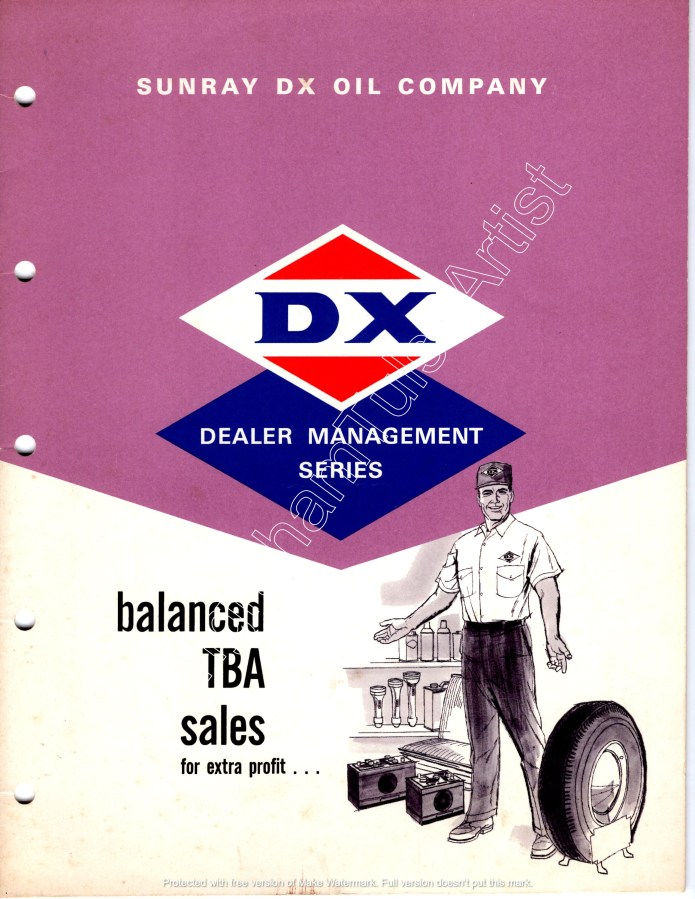 SUNRAY DX OIL COMPANY
DX
DEALER MANAGEMENT
SERIES
balanced
TBA
sales
for extra profit . . .
Artist
Protected with free version of Make Watermark. Full version doesn't put this mark.